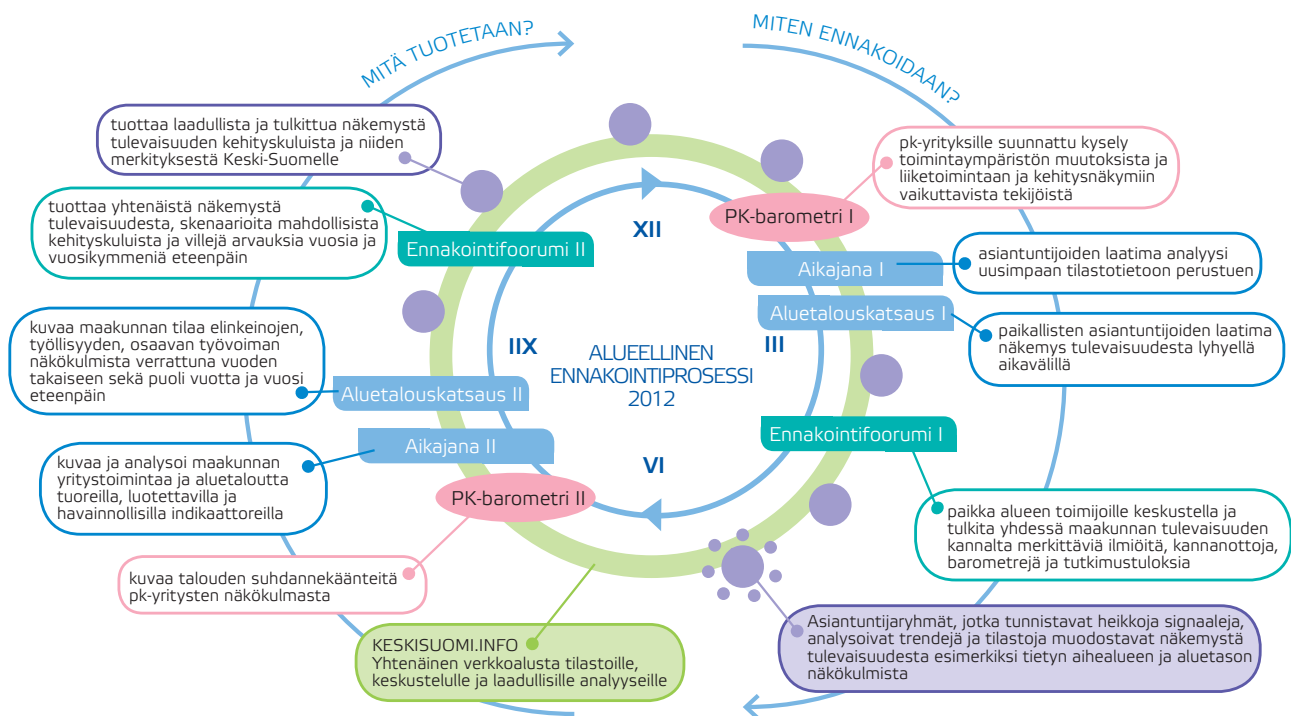 MITÄ TUOTETAAN?
MITEN ENNAKOIDAAN?
tuottaa laadullista ja tulkittua näkemystä
tulevaisuuden kehityskuluista ja niiden
merkityksestä Keski-Suomelle
tuottaa yhtenäistä näkemystä
tulevaisuudesta, skenaarioita mahdollisista
kehityskuluista ja villejä arvauksia vuosia ja
vuosikymmeniä eteenpäin
Ennakointifoorumi II
kuvaa maakunnan tilaa elinkeinojen,
työllisyyden, osaavan työvoiman
näkökulmista verrattuna vuoden
takaiseen sekä puoli vuotta ja vuosi
eteenpäin
Aluetalouskatsaus II
kuvaa ja analysoi maakunnan
yritystoimintaa ja aluetaloutta
tuoreilla, luotettavilla ja
havainnollisilla indikaattoreilla
Aikajana II
PK-barometri II
kuvaa talouden suhdannekäänteitä
pk-yritysten näkökulmasta
KESKISUOMI.INFO
Yhtenäinen verkkoalusta tilastoille,
keskustelulle ja laadullisille analyyseille
XII
III
VI
IIX
ALUEELLINEN
ENNAKOINTIPROSESSI
2012
PK-barometri I
pk-yrityksille suunnattu kysely
toimintaympäristön muutoksista ja
liiketoimintaan ja kehitysnäkymiin
vaikuttavista tekijöistä
Aikajana I
asiantuntijoiden laatima analyysi
uusimpaan tilastotietoon perustuen
Aluetalouskatsaus I
paikallisten asiantuntijoiden laatima
näkemys tulevaisuudesta lyhyellä
aikavälillä
Ennakointifoorumi I
paikka alueen toimijoille keskustella ja
tulkita yhdessä maakunnan tulevaisuuden
kannalta merkittäviä ilmiöitä, kannanottoja,
barometrejä ja tutkimustuloksia
Asiantuntijaryhmät, jotka tunnistavat heikkoja signaaleja,
analysoivat trendejä ja tilastoja muodostavat näkemystä
tulevaisuudesta esimerkiksi tietyn aihealueen ja aluetason
näkökulmista